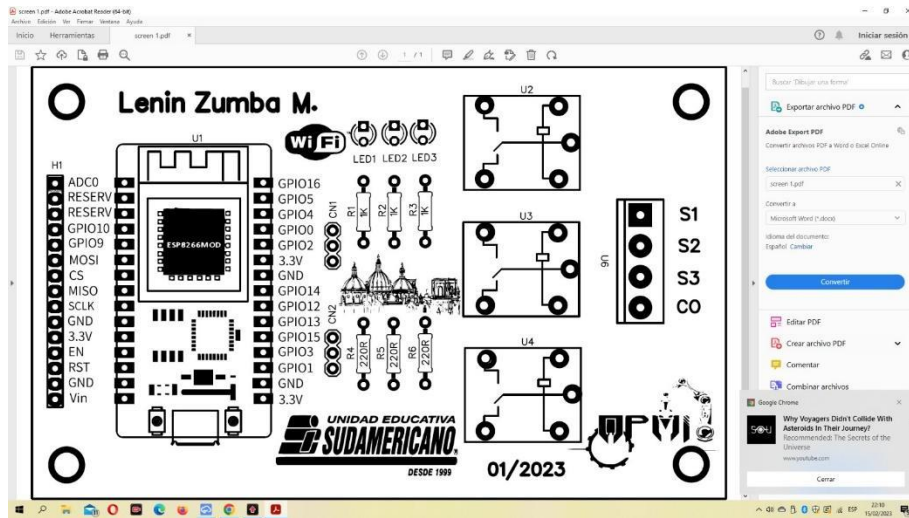 screen 1.pdf - Adobe Acrobat Reader (64-bit)
Archivo Edición Ver Firmar Ventana Ayuda
Inicio Herramientas screen 1.pdf × Iniciar sesión
1 / 1
Lenin Zumba M.
U1
H1
ADC0
RESERV
RESERV
GPIO10
GPIO9
MOSI
CS
MISO
SCLK
GND
3.3V
EN
RST
GND
Vin
ESP8266MOD
GPIO16
GPIO5
GPIO4
GPIO0
GPIO2
3.3V
GND
GPIO14
GPIO12
GPIO13
GPIO15
GPIO3
GPIO1
GND
3.3V
CN1
CN2
WiFi
LED1 LED2 LED3
R1 1K
R2 1K
R3 1K
R4 220R
R5 220R
R6 220R
U2
U3
U4
U6
S1
S2
S3
CO
UNIDAD EDUCATIVA
SUDAMERICANO
DESDE 1999
01/2023
Buscar 'Dibujar una forma'
Exportar archivo PDF
Adobe Export PDF
Convertir archivos PDF a Word o Excel Online
Seleccionar archivo PDF
screen 1.pdf ×
Convertir a
Microsoft Word (*.docx)
Idioma del documento:
Español Cambiar
Convertir
Editar PDF
Crear archivo PDF
Comentar
Combinar archivos
Google Chrome
Why Voyagers Didn't Collide With
Asteroids In Their Journey?
Recommended: The Secrets of the
Universe
www.youtube.com
Cerrar
ESP
22:10
15/02/2023